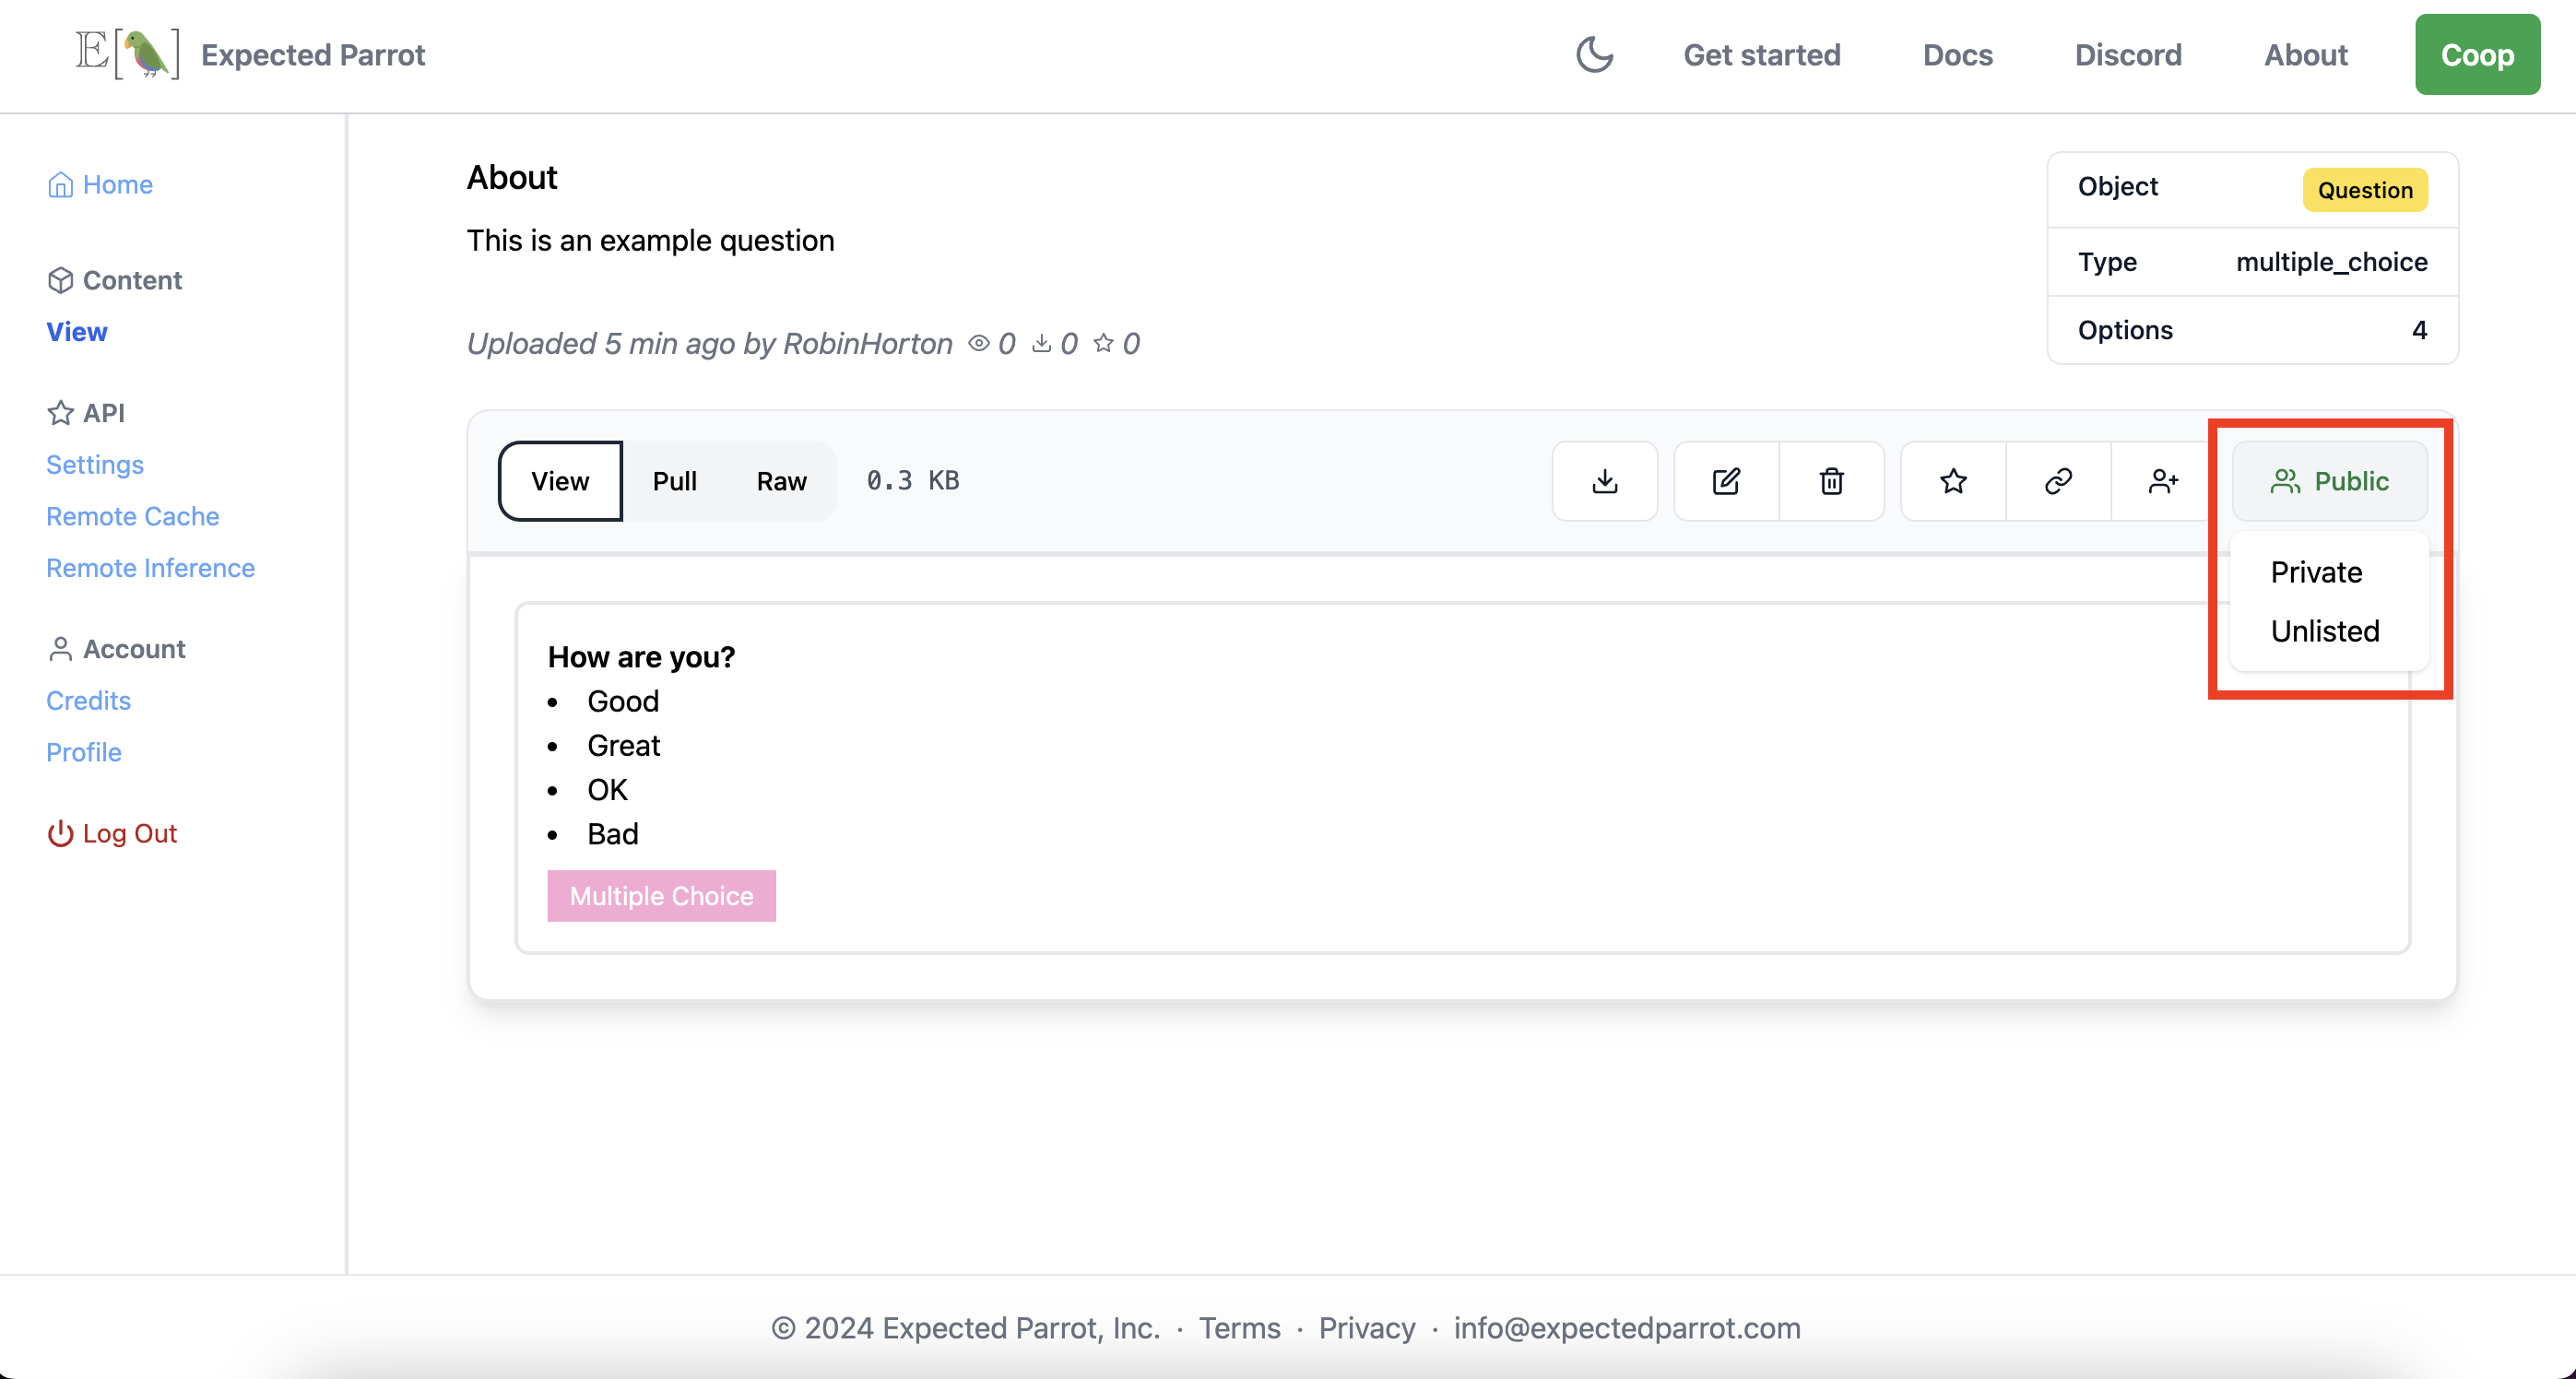 E[ ] Expected Parrot
Get started Docs Discord About Coop
Home
Content
View
API
Settings
Remote Cache
Remote Inference
Account
Credits
Profile
Log Out
About
This is an example question
Uploaded 5 min ago by RobinHorton 0 0 0
Object Question
Type multiple_choice
Options 4
View Pull Raw 0.3 KB Public
Private
Unlisted
How are you?
• Good
• Great
• OK
• Bad
Multiple Choice
© 2024 Expected Parrot, Inc. · Terms · Privacy · info@expectedparrot.com